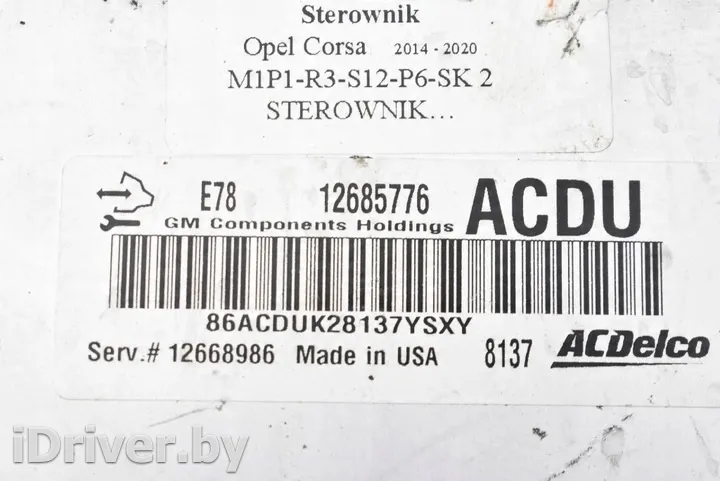 Sterownik
Opel Corsa 2014 - 2020
M1P1-R3-S12-P6-SK 2
STEROWNIK...
E78 12685776 ACDU
GM Components Holdings
86ACDUK28137YSXY
Serv.# 12668986 Made in USA 8137 ACDelco
iDriver.by